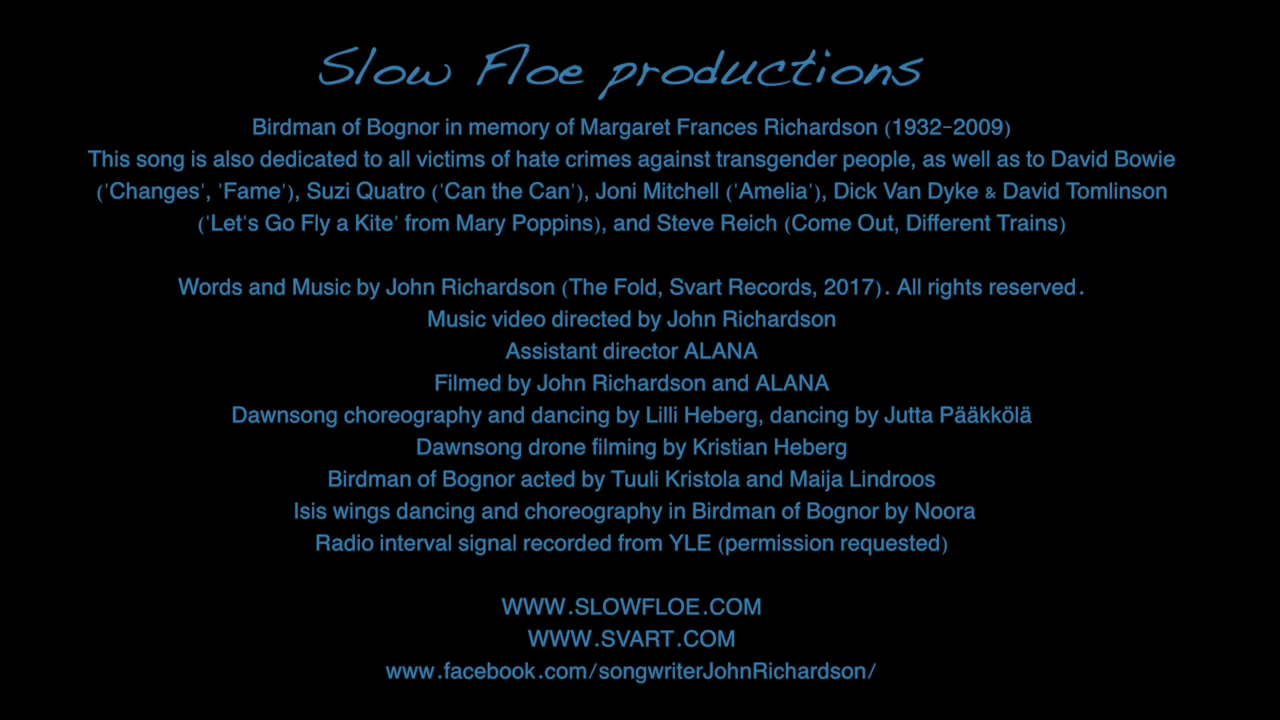 Slow Floe productions
Birdman of Bognor in memory of Margaret Frances Richardson (1932-2009)
This song is also dedicated to all victims of hate crimes against transgender people, as well as to David Bowie
('Changes', 'Fame'), Suzi Quatro ('Can the Can'), Joni Mitchell ('Amelia'), Dick Van Dyke & David Tomlinson
('Let's Go Fly a Kite' from Mary Poppins), and Steve Reich (Come Out, Different Trains)
Words and Music by John Richardson (The Fold, Svart Records, 2017). All rights reserved.
Music video directed by John Richardson
Assistant director ALANA
Filmed by John Richardson and ALANA
Dawnsong choreography and dancing by Lilli Heberg, dancing by Jutta Pääkkölä
Dawnsong drone filming by Kristian Heberg
Birdman of Bognor acted by Tuuli Kristola and Maija Lindroos
Isis wings dancing and choreography in Birdman of Bognor by Noora
Radio interval signal recorded from YLE (permission requested)
WWW.SLOWFLOE.COM
WWW.SVART.COM
www.facebook.com/songwriterJohnRichardson/